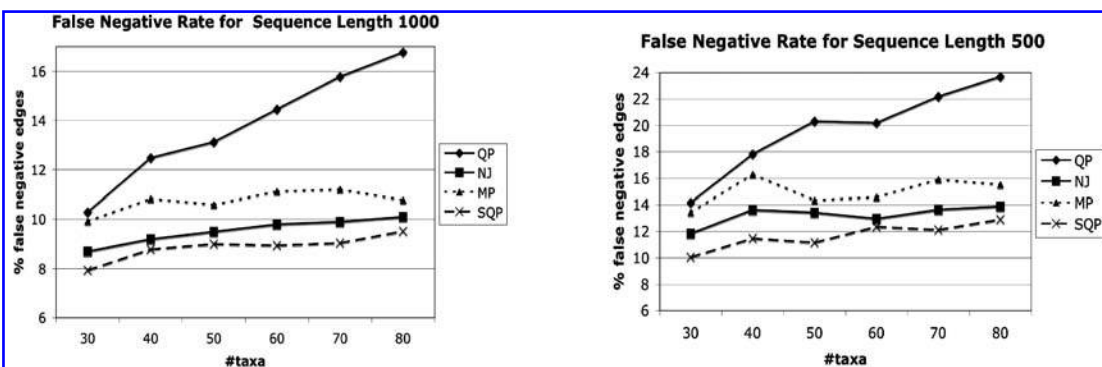 False Negative Rate for  Sequence Length 1000
% false negative edges
16
14
12
10
8
6
30 40 50 60 70 80
#taxa
QP
NJ
MP
SQP
False Negative Rate for Sequence Length 500
% false negative edges
24
22
20
18
16
14
12
10
8
6
30 40 50 60 70 80
#taxa
QP
NJ
MP
SQP